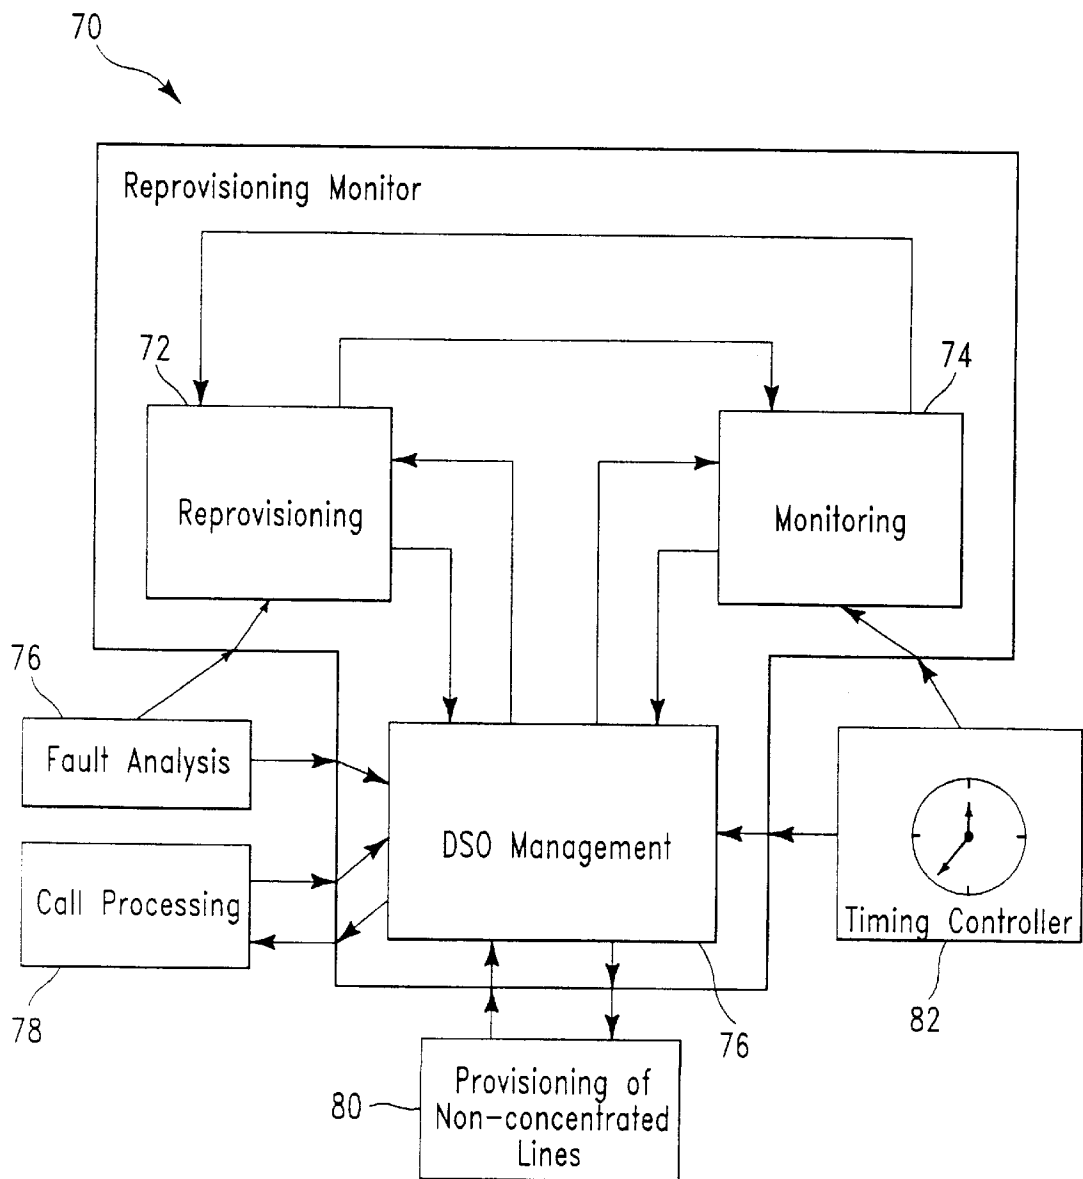 70
Reprovisioning Monitor
72
74
Reprovisioning
Monitoring
76
Fault Analysis
DSO Management
Call Processing
Timing Controller
78
76
82
80
Provisioning of
Non-concentrated
Lines